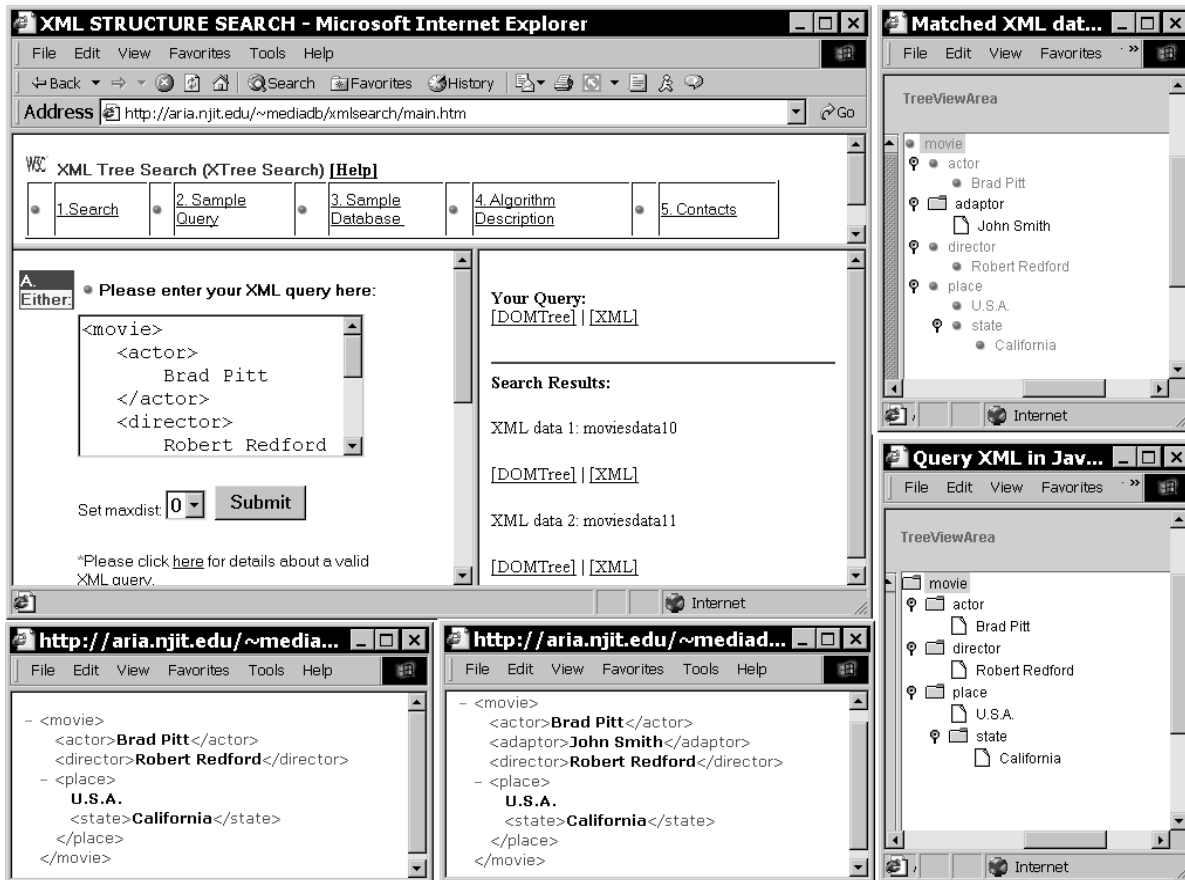 XML STRUCTURE SEARCH - Microsoft Internet Explorer
File Edit View Favorites Tools Help
Back Search Favorites History
Address http://aria.njit.edu/~mediadb/xmlsearch/main.htm Go
W3C XML Tree Search (XTree Search) [Help]
1.Search
2. Sample
Query
3. Sample
Database
4. Algorithm
Description
5. Contacts
A.
Either:
Please enter your XML query here:
<movie>
<actor>
Brad Pitt
</actor>
<director>
Robert Redford
Set maxdist: 0 Submit
*Please click here for details about a valid
XML query.
Your Query:
[DOMTree] | [XML]
Search Results:
XML data 1: moviesdata10
[DOMTree] | [XML]
XML data 2: moviesdata11
[DOMTree] | [XML]
Internet
Matched XML dat...
File Edit View Favorites »
TreeViewArea
movie
actor
Brad Pitt
adaptor
John Smith
director
Robert Redford
place
U.S.A.
state
California
Internet
Query XML in Jav...
File Edit View Favorites »
TreeViewArea
movie
actor
Brad Pitt
director
Robert Redford
place
U.S.A.
state
California
Internet
http://aria.njit.edu/~media...
File Edit View Favorites Tools Help
– <movie>
<actor>Brad Pitt</actor>
<director>Robert Redford</director>
– <place>
U.S.A.
<state>California</state>
</place>
</movie>
http://aria.njit.edu/~mediad...
File Edit View Favorites Tools Help
– <movie>
<actor>Brad Pitt</actor>
<adaptor>John Smith</adaptor>
<director>Robert Redford</director>
– <place>
U.S.A.
<state>California</state>
</place>
</movie>